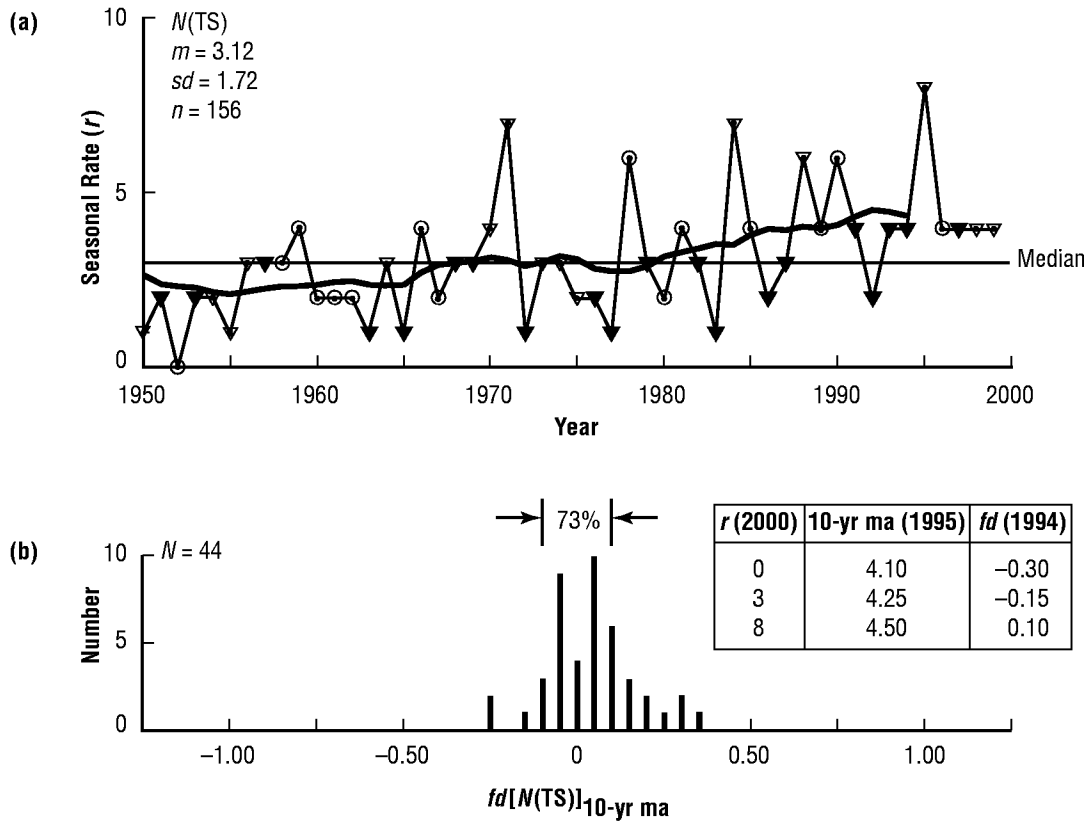 (a)
N(TS)
m = 3.12
sd = 1.72
n = 156
Seasonal Rate (r)
10
5
0
Median
1950 1960 1970 1980 1990 2000
Year
(b)
N = 44
73%
Number
10
5
0
–1.00 –0.50 0 0.50 1.00
fd[N(TS)]10-yr ma
r (2000) 10-yr ma (1995) fd (1994)
0 4.10 –0.30
3 4.25 –0.15
8 4.50 0.10